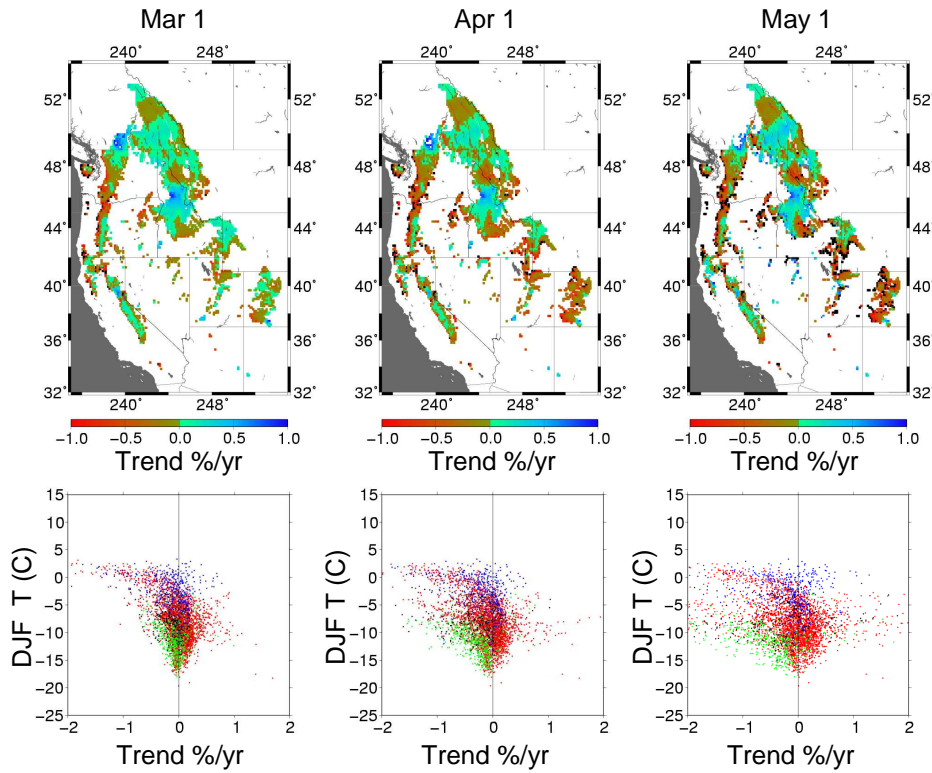 Mar 1 Apr 1 May 1
240° 248° 240° 248° 240° 248°
52° 52° 52° 52°
48° 48° 48° 48°
44° 44° 44° 44°
40° 40° 40° 40°
36° 36° 36° 36°
32° 32° 32° 32°
240° 248° 240° 248° 240° 248°
−1.0 −0.5 0.0 0.5 1.0 −1.0 −0.5 0.0 0.5 1.0 −1.0 −0.5 0.0 0.5 1.0
Trend %/yr Trend %/yr Trend %/yr
15 15 15
10 10 10
5 5 5
0 0 0
−5 −5 −5
−10 −10 −10
−15 −15 −15
−20 −20 −20
−25 −25 −25
DJF T (C) DJF T (C) DJF T (C)
−2 −1 0 1 2 −2 −1 0 1 2 −2 −1 0 1 2
Trend %/yr Trend %/yr Trend %/yr